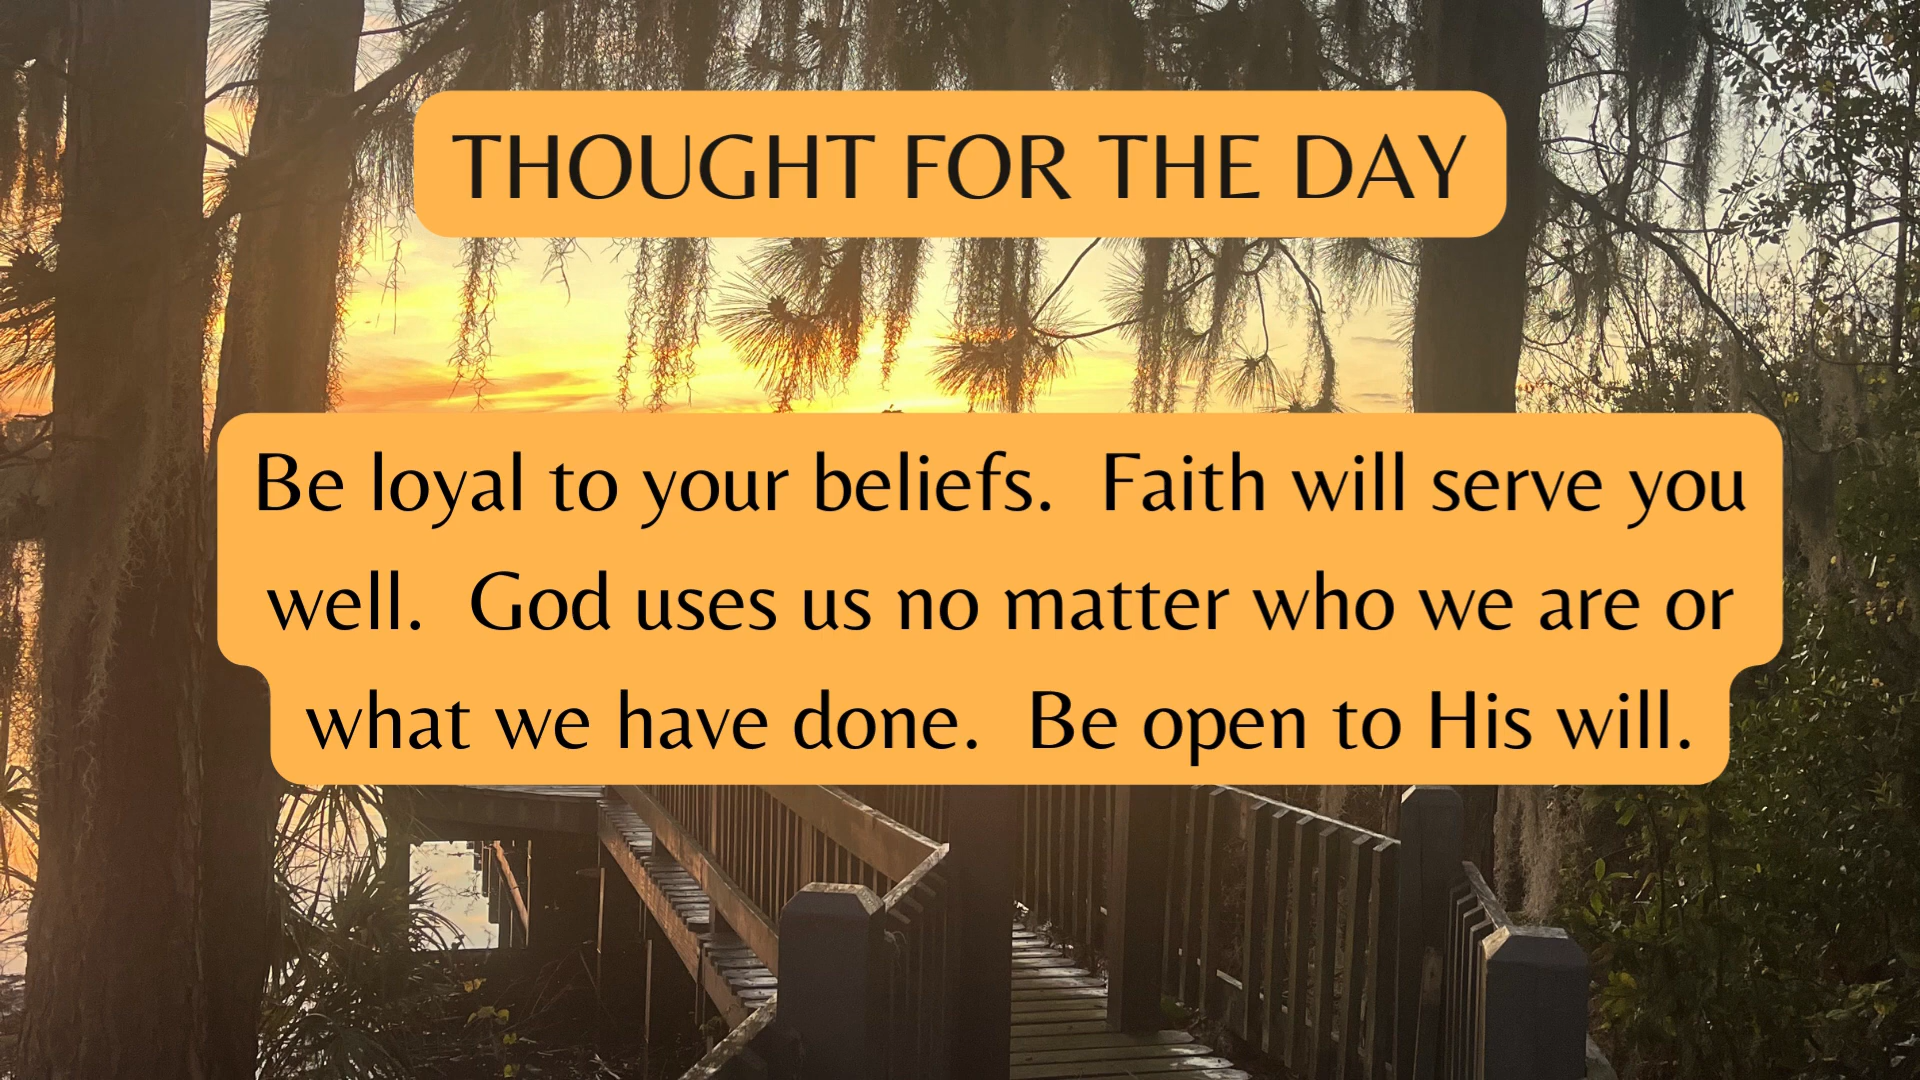 THOUGHT FOR THE DAY
Be loyal to your beliefs.  Faith will serve you
well.  God uses us no matter who we are or
what we have done.  Be open to His will.